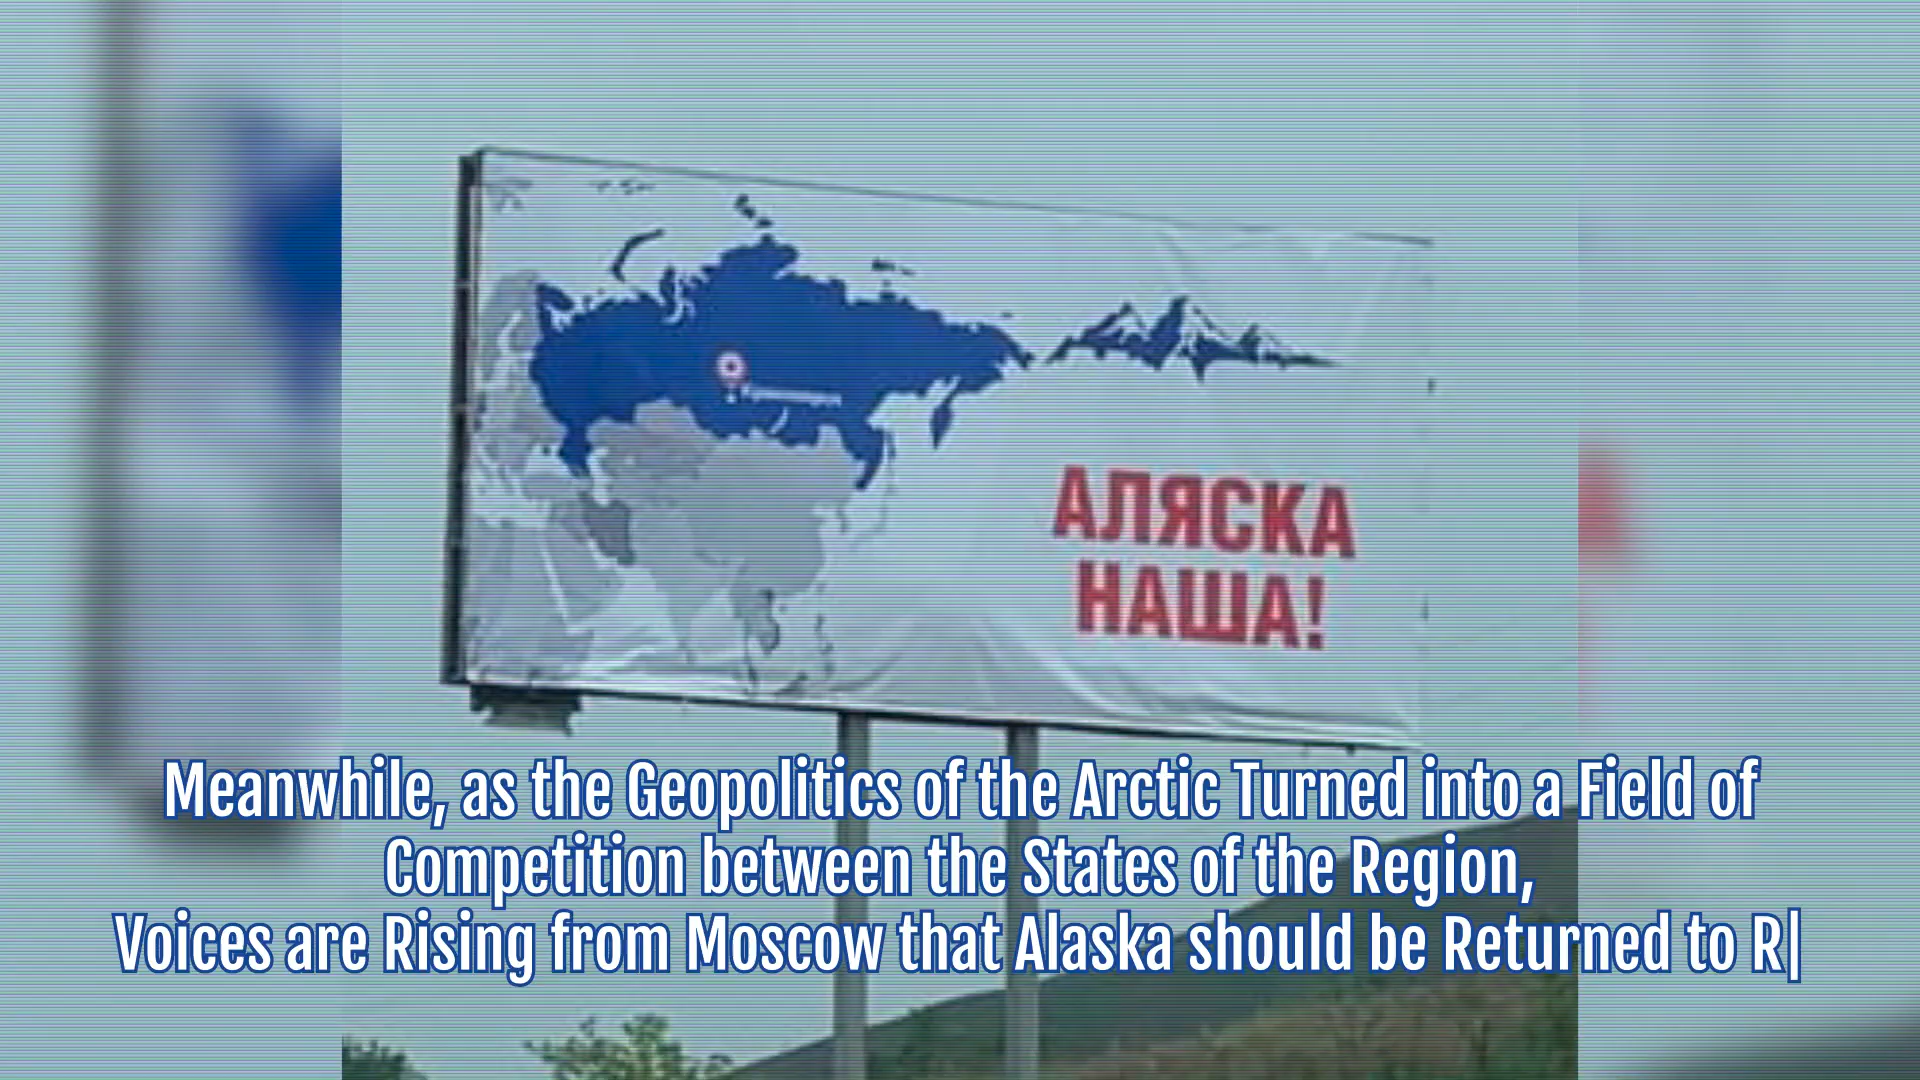 АЛЯСКА
НАША!
Meanwhile, as the Geopolitics of the Arctic Turned into a Field of
Competition between the States of the Region,
Voices are Rising from Moscow that Alaska should be Returned to R|